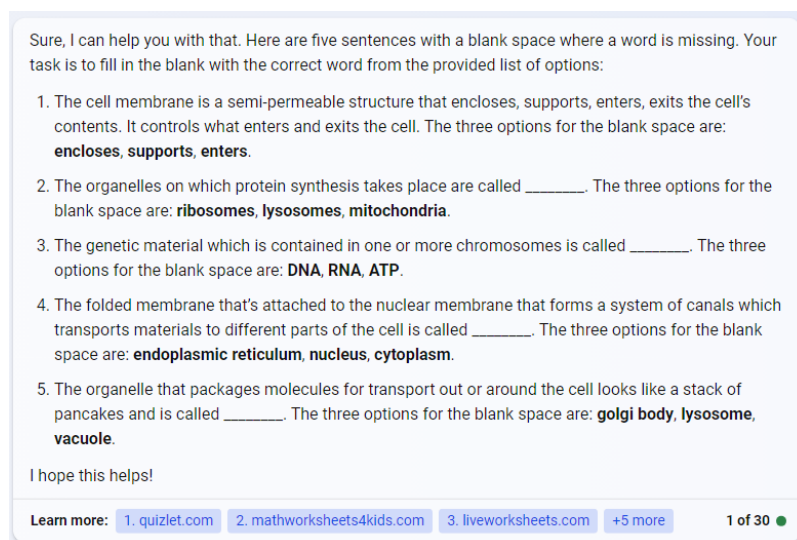 Sure, I can help you with that. Here are five sentences with a blank space where a word is missing. Your
task is to fill in the blank with the correct word from the provided list of options:
1. The cell membrane is a semi-permeable structure that encloses, supports, enters, exits the cell's
contents. It controls what enters and exits the cell. The three options for the blank space are:
encloses, supports, enters.
2. The organelles on which protein synthesis takes place are called ________. The three options for the
blank space are: ribosomes, lysosomes, mitochondria.
3. The genetic material which is contained in one or more chromosomes is called ________. The three
options for the blank space are: DNA, RNA, ATP.
4. The folded membrane that's attached to the nuclear membrane that forms a system of canals which
transports materials to different parts of the cell is called ________. The three options for the blank
space are: endoplasmic reticulum, nucleus, cytoplasm.
5. The organelle that packages molecules for transport out or around the cell looks like a stack of
pancakes and is called ________. The three options for the blank space are: golgi body, lysosome,
vacuole.
I hope this helps!
Learn more: 1. quizlet.com 2. mathworksheets4kids.com 3. liveworksheets.com +5 more 1 of 30